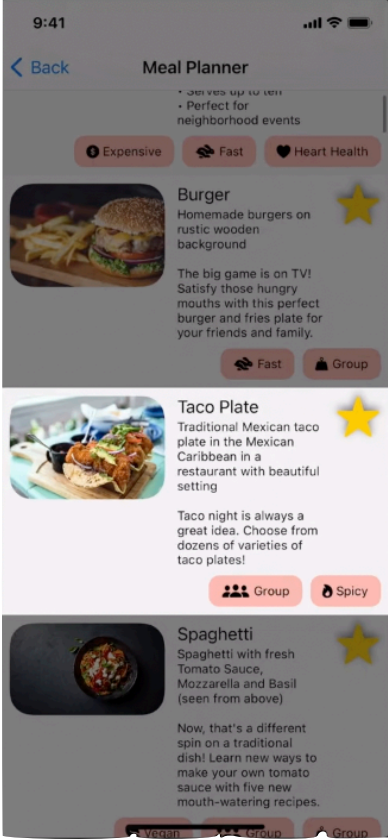 9:41
Back
Meal Planner
• Serves up to ten
• Perfect for
neighborhood events
Expensive
Fast
Heart Health
Burger
Homemade burgers on
rustic wooden
background
The big game is on TV!
Satisfy those hungry
mouths with this perfect
burger and fries plate for
your friends and family.
Fast
Group
Taco Plate
Traditional Mexican taco
plate in the Mexican
Caribbean in a
restaurant with beautiful
setting
Taco night is always a
great idea. Choose from
dozens of varieties of
taco plates!
Group
Spicy
Spaghetti
Spaghetti with fresh
Tomato Sauce,
Mozzarella and Basil
(seen from above)
Now, that's a different
spin on a traditional
dish! Learn new ways to
make your own tomato
sauce with five new
mouth-watering recipes.
Vegan
Group
Spicy